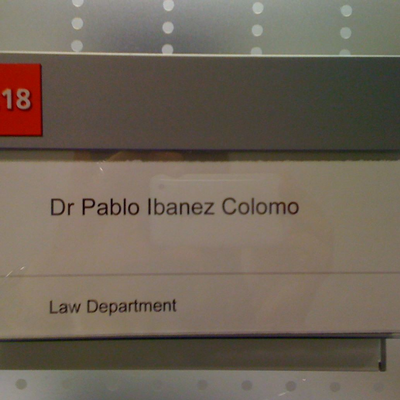 18
Dr Pablo Ibanez Colomo
Law Department